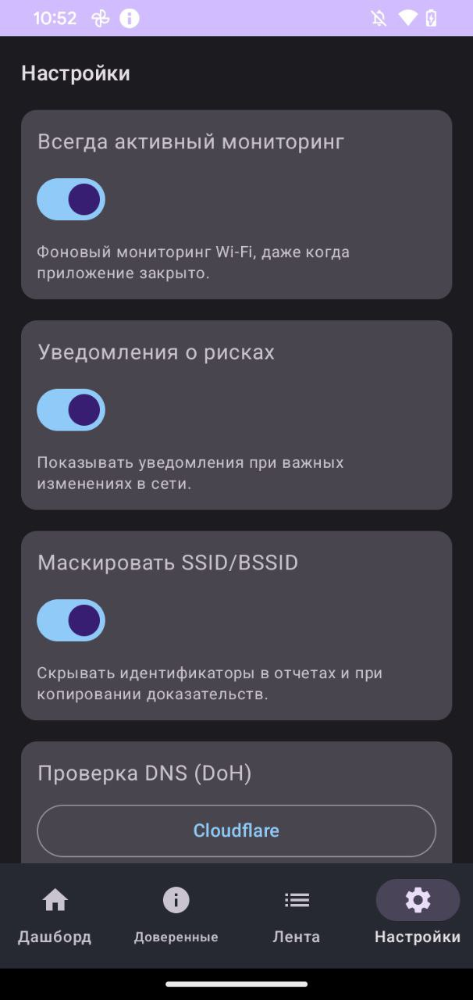 10:52
Настройки
Всегда активный мониторинг
Фоновый мониторинг Wi-Fi, даже когда
приложение закрыто.
Уведомления о рисках
Показывать уведомления при важных
изменениях в сети.
Маскировать SSID/BSSID
Скрывать идентификаторы в отчетах и при
копировании доказательств.
Проверка DNS (DoH)
Cloudflare
Дашборд Доверенные Лента Настройки